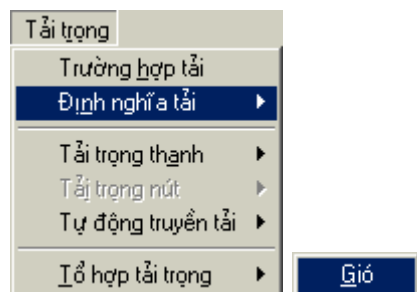 Tải trọng
Trường hợp tải
Định nghĩa tải
Tải trọng thanh
Tải trọng nút
Tự động truyền tải
Tổ hợp tải trọng
Gió